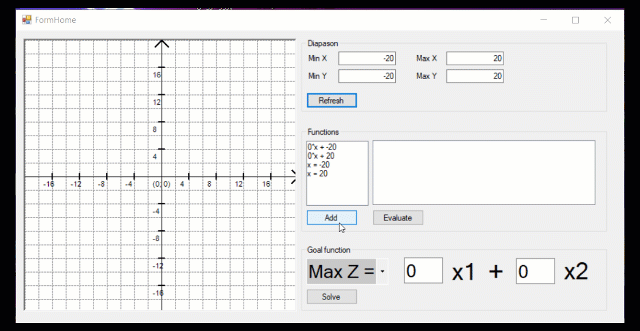 FormHome
Diapason
Min X -20 Max X 20
Min Y -20 Max Y 20
Refresh
Functions
0*x + -20
0*x + 20
x = -20
x = 20
Add Evaluate
Goal function
Max Z = 0 x1 + 0 x2
Solve
16
12
8
4
-16 -12 -8 -4 (0; 0) 4 8 12 16
-4
-8
-12
-16